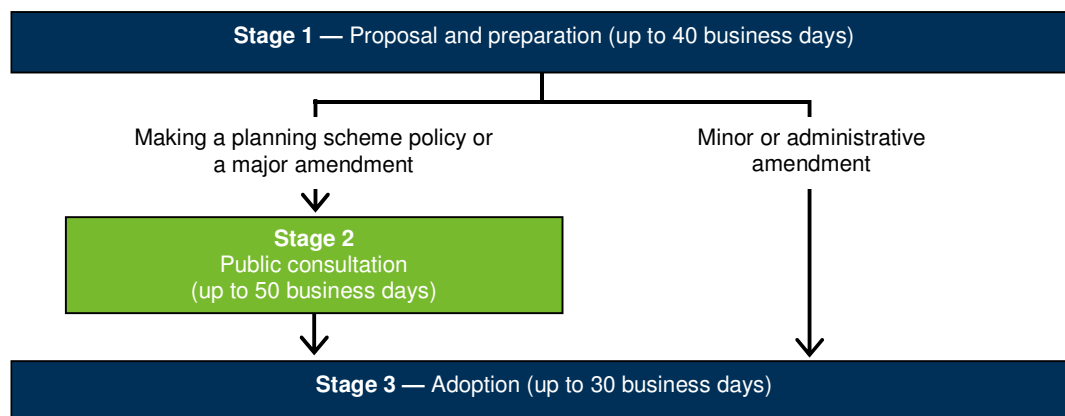 Stage 1 — Proposal and preparation (up to 40 business days)
Making a planning scheme policy or
a major amendment
Minor or administrative
amendment
Stage 2
Public consultation
(up to 50 business days)
Stage 3 — Adoption (up to 30 business days)